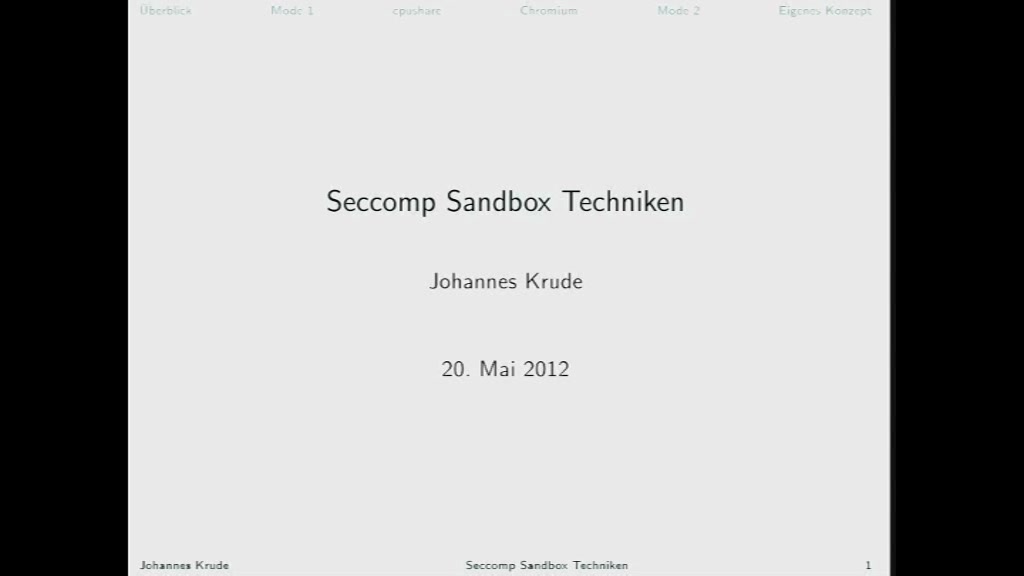 Überblick Mode 1 cpushare Chromium Mode 2 Eigenes Konzept
Seccomp Sandbox Techniken
Johannes Krude
20. Mai 2012
Johannes Krude Seccomp Sandbox Techniken 1